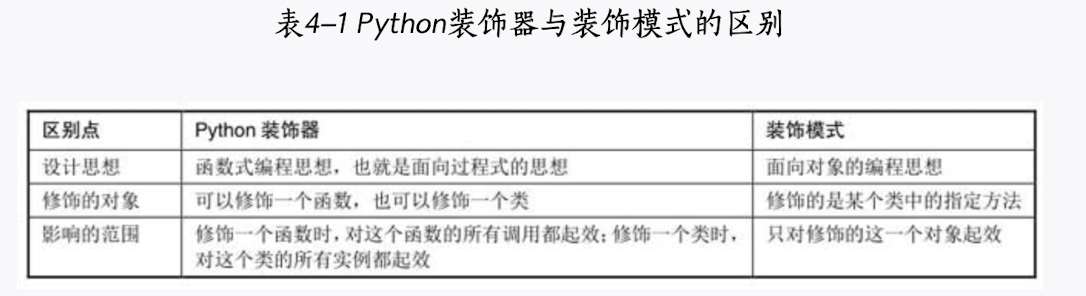 表4–1 Python装饰器与装饰模式的区别
区别点 Python 装饰器 装饰模式
设计思想 函数式编程思想，也就是面向过程式的思想 面向对象的编程思想
修饰的对象 可以修饰一个函数，也可以修饰一个类 修饰的是某个类中的指定方法
影响的范围 修饰一个函数时，对这个函数的所有调用都起效；修饰一个类时， 只对修饰的这一个对象起效
对这个类的所有实例都起效